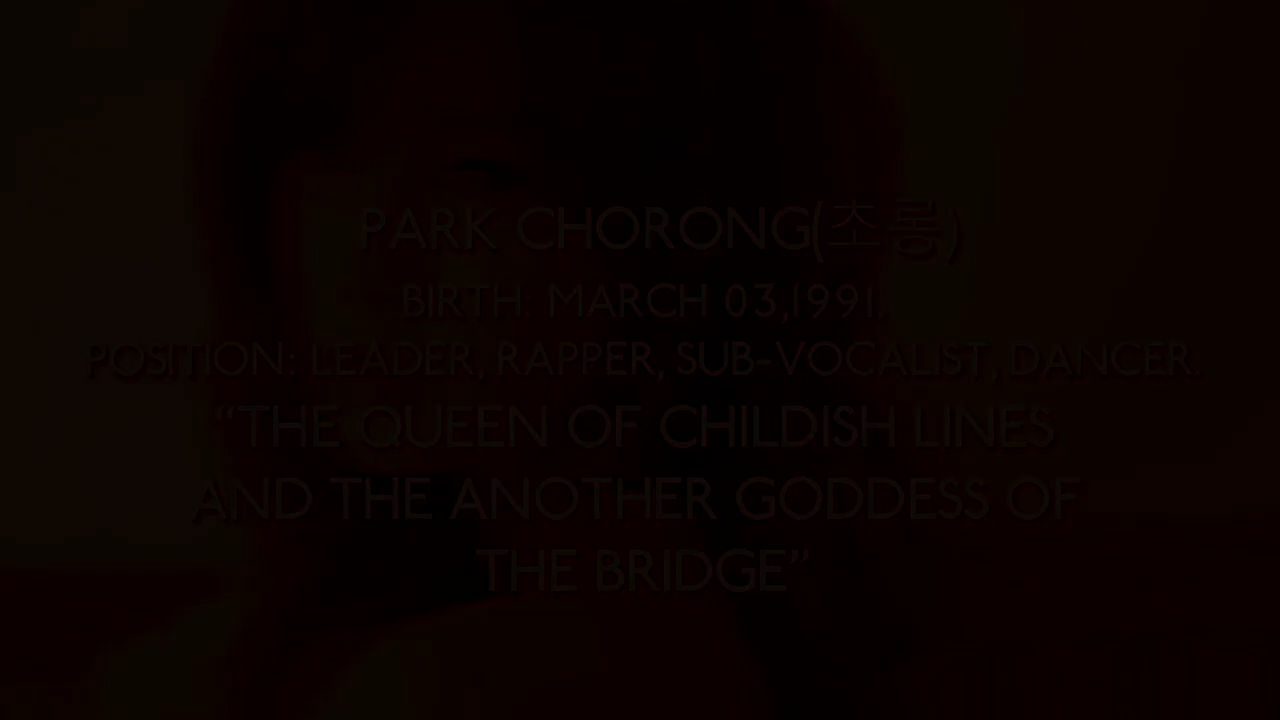 PARK CHORONG(초롱)
BIRTH: MARCH 03,1991.
POSITION: LEADER, RAPPER, SUB-VOCALIST, DANCER.
“THE QUEEN OF CHILDISH LINES
AND THE ANOTHER GODDESS OF
THE BRIDGE”